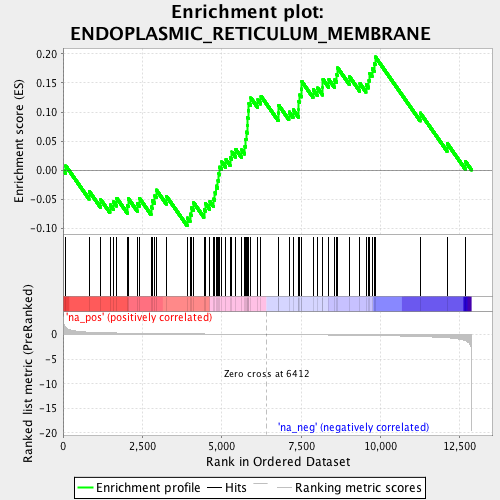 Enrichment plot:
ENDOPLASMIC_RETICULUM_MEMBRANE
Enrichment score (ES)
0.20
0.15
0.10
0.05
0.00
-0.05
-0.10
'na_pos' (positively correlated)
Ranked list metric (PreRanked)
0
-5
-10
-15
-20
Zero cross at 6412
'na_neg' (negatively correlated)
0 2,500 5,000 7,500 10,000 12,500
Rank in Ordered Dataset
Enrichment profile Hits Ranking metric scores